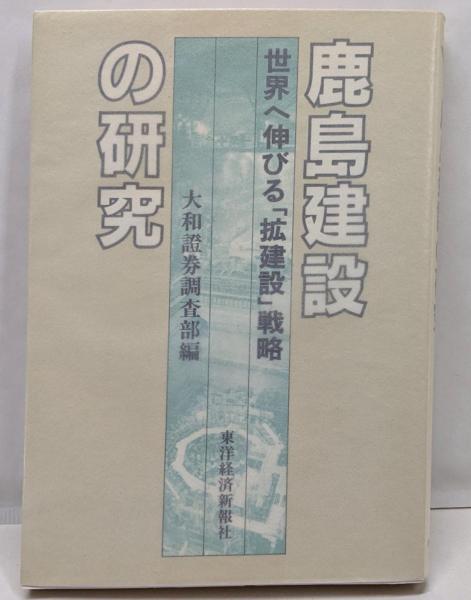 鹿島建設
の研究
世界へ伸びる「拡建設」戦略
大和證券調査部編
東洋経済新報社